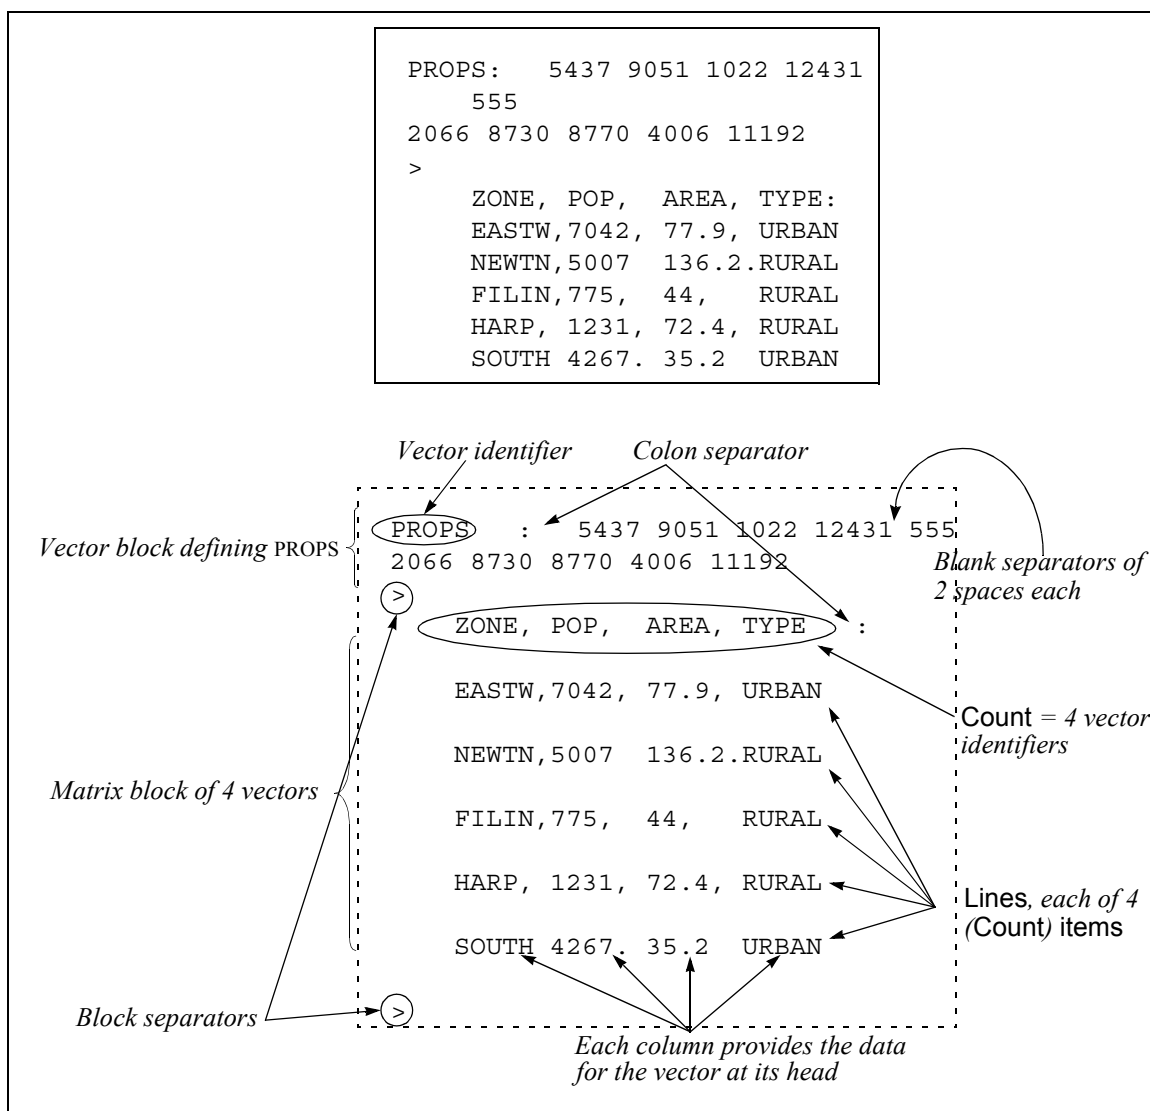 PROPS: 5437 9051 1022 12431
555
2066 8730 8770 4006 11192
>
ZONE, POP, AREA, TYPE:
EASTW,7042, 77.9, URBAN
NEWTN,5007 136.2.RURAL
FILIN,775, 44, RURAL
HARP, 1231, 72.4, RURAL
SOUTH 4267. 35.2 URBAN
Vector identifier
Colon separator
PROPS : 5437 9051 1022 12431 555
Vector block defining PROPS
2066 8730 8770 4006 11192
Blank separators of
2 spaces each
>
ZONE, POP, AREA, TYPE :
EASTW,7042, 77.9, URBAN
Count = 4 vector
identifiers
NEWTN,5007 136.2.RURAL
Matrix block of 4 vectors
FILIN,775, 44, RURAL
HARP, 1231, 72.4, RURAL
Lines, each of 4
(Count) items
SOUTH 4267. 35.2 URBAN
Block separators
>
Each column provides the data
for the vector at its head